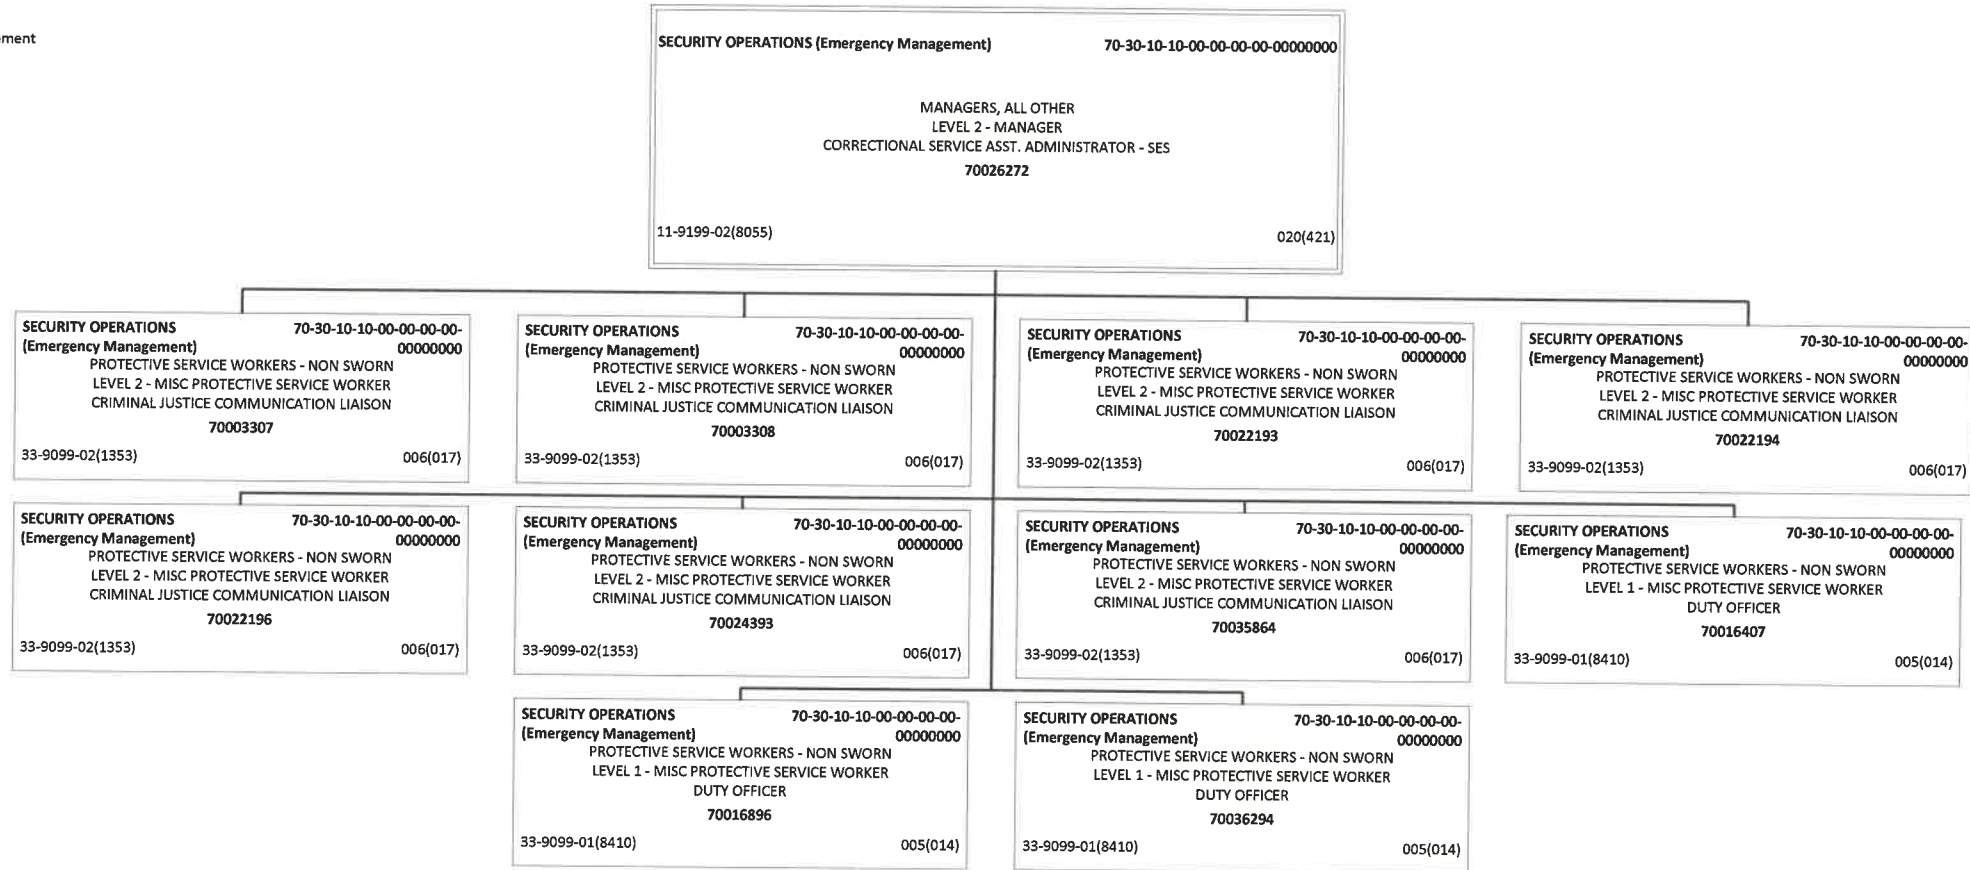 ement
SECURITY OPERATIONS (Emergency Management) 70-30-10-10-00-00-00-00-00000000
MANAGERS, ALL OTHER
LEVEL 2 - MANAGER
CORRECTIONAL SERVICE ASST. ADMINISTRATOR - SES
70026272
11-9199-02(8055) 020(421)
SECURITY OPERATIONS 70-30-10-10-00-00-00-00-
(Emergency Management) 00000000
PROTECTIVE SERVICE WORKERS - NON SWORN
LEVEL 2 - MISC PROTECTIVE SERVICE WORKER
CRIMINAL JUSTICE COMMUNICATION LIAISON
70003307
33-9099-02(1353) 006(017)
SECURITY OPERATIONS 70-30-10-10-00-00-00-00-
(Emergency Management) 00000000
PROTECTIVE SERVICE WORKERS - NON SWORN
LEVEL 2 - MISC PROTECTIVE SERVICE WORKER
CRIMINAL JUSTICE COMMUNICATION LIAISON
70003308
33-9099-02(1353) 006(017)
SECURITY OPERATIONS 70-30-10-10-00-00-00-00-
(Emergency Management) 00000000
PROTECTIVE SERVICE WORKERS - NON SWORN
LEVEL 2 - MISC PROTECTIVE SERVICE WORKER
CRIMINAL JUSTICE COMMUNICATION LIAISON
70022193
33-9099-02(1353) 006(017)
SECURITY OPERATIONS 70-30-10-10-00-00-00-00-
(Emergency Management) 00000000
PROTECTIVE SERVICE WORKERS - NON SWORN
LEVEL 2 - MISC PROTECTIVE SERVICE WORKER
CRIMINAL JUSTICE COMMUNICATION LIAISON
70022194
33-9099-02(1353) 006(017)
SECURITY OPERATIONS 70-30-10-10-00-00-00-00-
(Emergency Management) 00000000
PROTECTIVE SERVICE WORKERS - NON SWORN
LEVEL 2 - MISC PROTECTIVE SERVICE WORKER
CRIMINAL JUSTICE COMMUNICATION LIAISON
70022196
33-9099-02(1353) 006(017)
SECURITY OPERATIONS 70-30-10-10-00-00-00-00-
(Emergency Management) 00000000
PROTECTIVE SERVICE WORKERS - NON SWORN
LEVEL 2 - MISC PROTECTIVE SERVICE WORKER
CRIMINAL JUSTICE COMMUNICATION LIAISON
70024393
33-9099-02(1353) 006(017)
SECURITY OPERATIONS 70-30-10-10-00-00-00-00-
(Emergency Management) 00000000
PROTECTIVE SERVICE WORKERS - NON SWORN
LEVEL 2 - MISC PROTECTIVE SERVICE WORKER
CRIMINAL JUSTICE COMMUNICATION LIAISON
70035864
33-9099-02(1353) 006(017)
SECURITY OPERATIONS 70-30-10-10-00-00-00-00-
(Emergency Management) 00000000
PROTECTIVE SERVICE WORKERS - NON SWORN
LEVEL 1 - MISC PROTECTIVE SERVICE WORKER
DUTY OFFICER
70016407
33-9099-01(8410) 005(014)
SECURITY OPERATIONS 70-30-10-10-00-00-00-00-
(Emergency Management) 00000000
PROTECTIVE SERVICE WORKERS - NON SWORN
LEVEL 1 - MISC PROTECTIVE SERVICE WORKER
DUTY OFFICER
70016896
33-9099-01(8410) 005(014)
SECURITY OPERATIONS 70-30-10-10-00-00-00-00-
(Emergency Management) 00000000
PROTECTIVE SERVICE WORKERS - NON SWORN
LEVEL 1 - MISC PROTECTIVE SERVICE WORKER
DUTY OFFICER
70036294
33-9099-01(8410) 005(014)